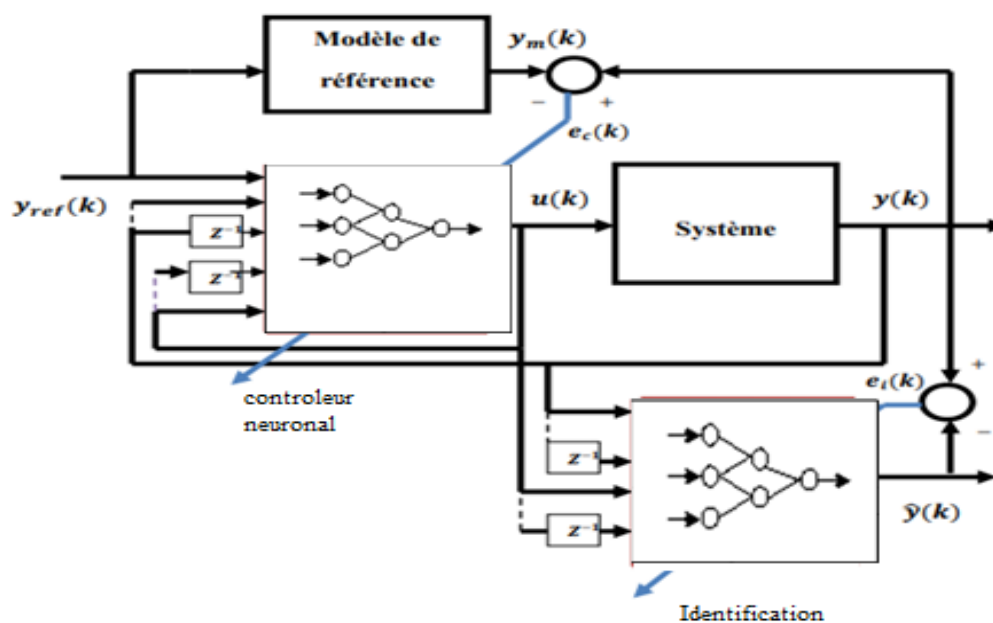 Modèle de
référence
y_m(k)
− +
e_c(k)
y_ref(k)
z⁻¹
z⁻¹
u(k)
Système
y(k)
controleur
neuronal
e_i(k)
+
−
z⁻¹
z⁻¹
ŷ(k)
Identification